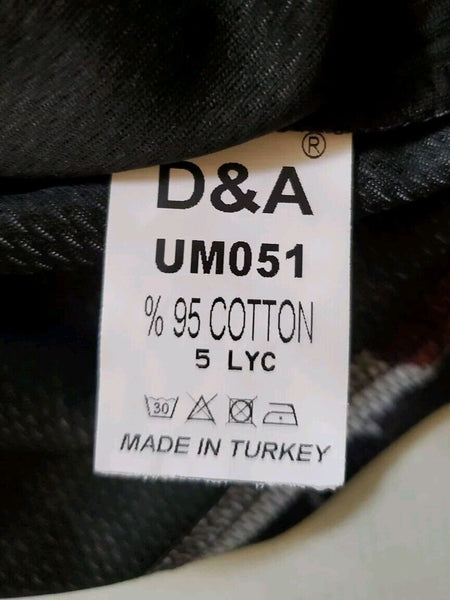 ®
D&A
UM051
% 95 COTTON
5 LYC
30
MADE IN TURKEY